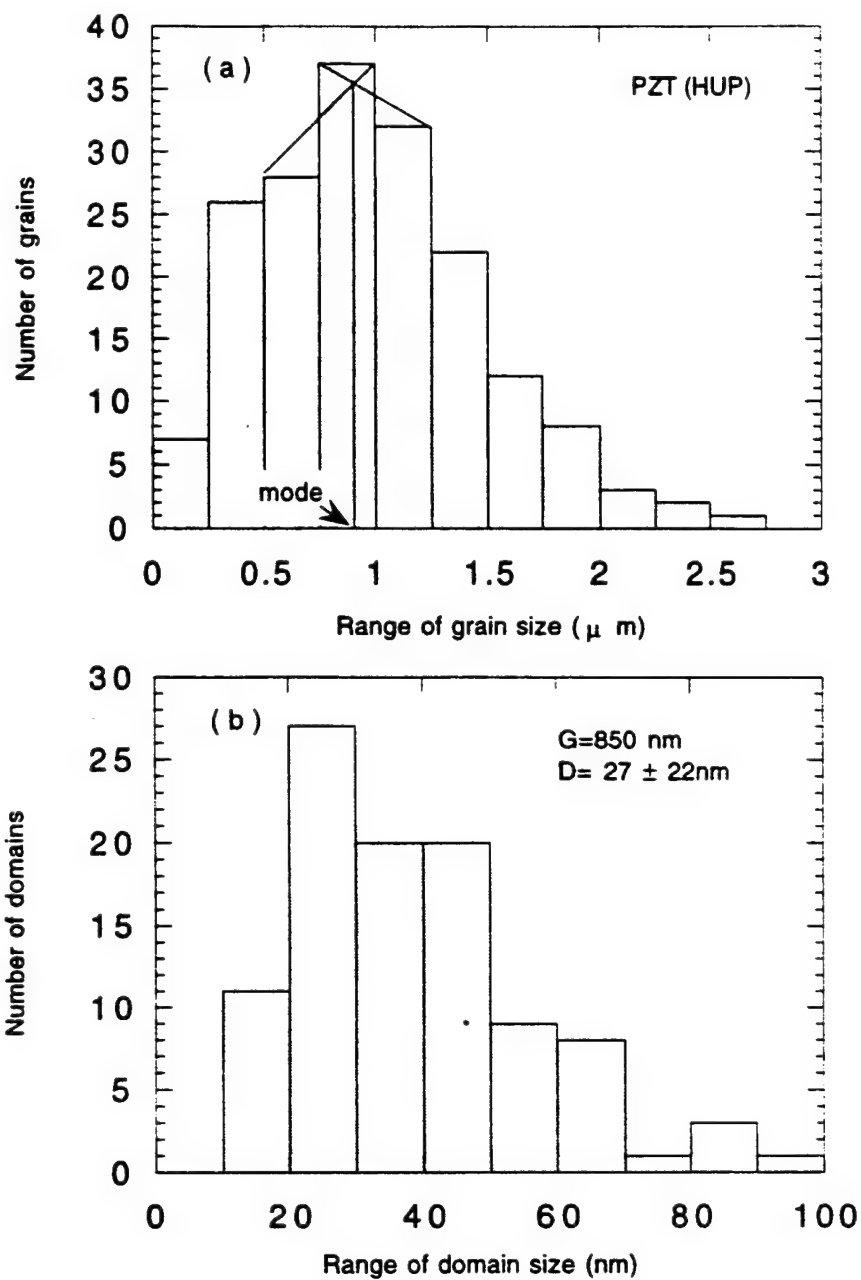 40
35
30
25
20
15
10
5
0
Number of grains
(a)
PZT (HUP)
mode
0 0.5 1 1.5 2 2.5 3
Range of grain size (μ m)
30
25
20
15
10
5
0
Number of domains
(b)
G=850 nm
D= 27 ± 22nm
0 20 40 60 80 100
Range of domain size (nm)